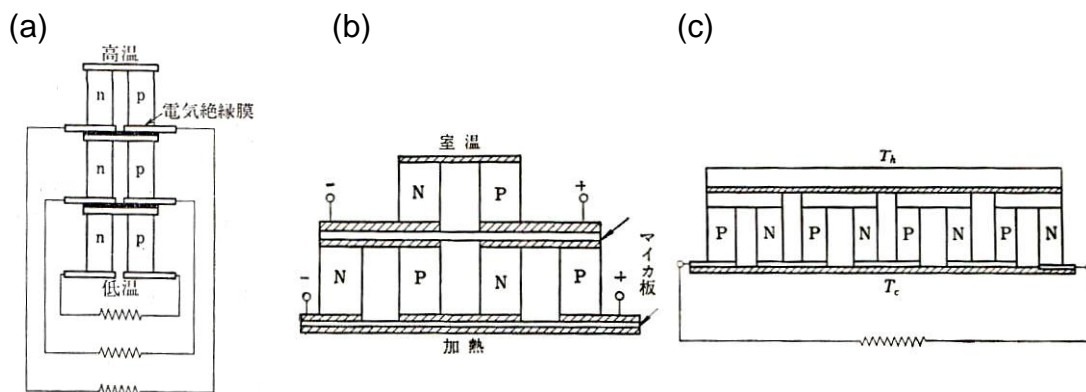 (a)
高温
n p
電気絶縁膜
n p
n p
低温
(b)
室温
N P
- +
N P N P
- +
マイカ板
加熱
(c)
T_h
P N P N P N P N
T_c